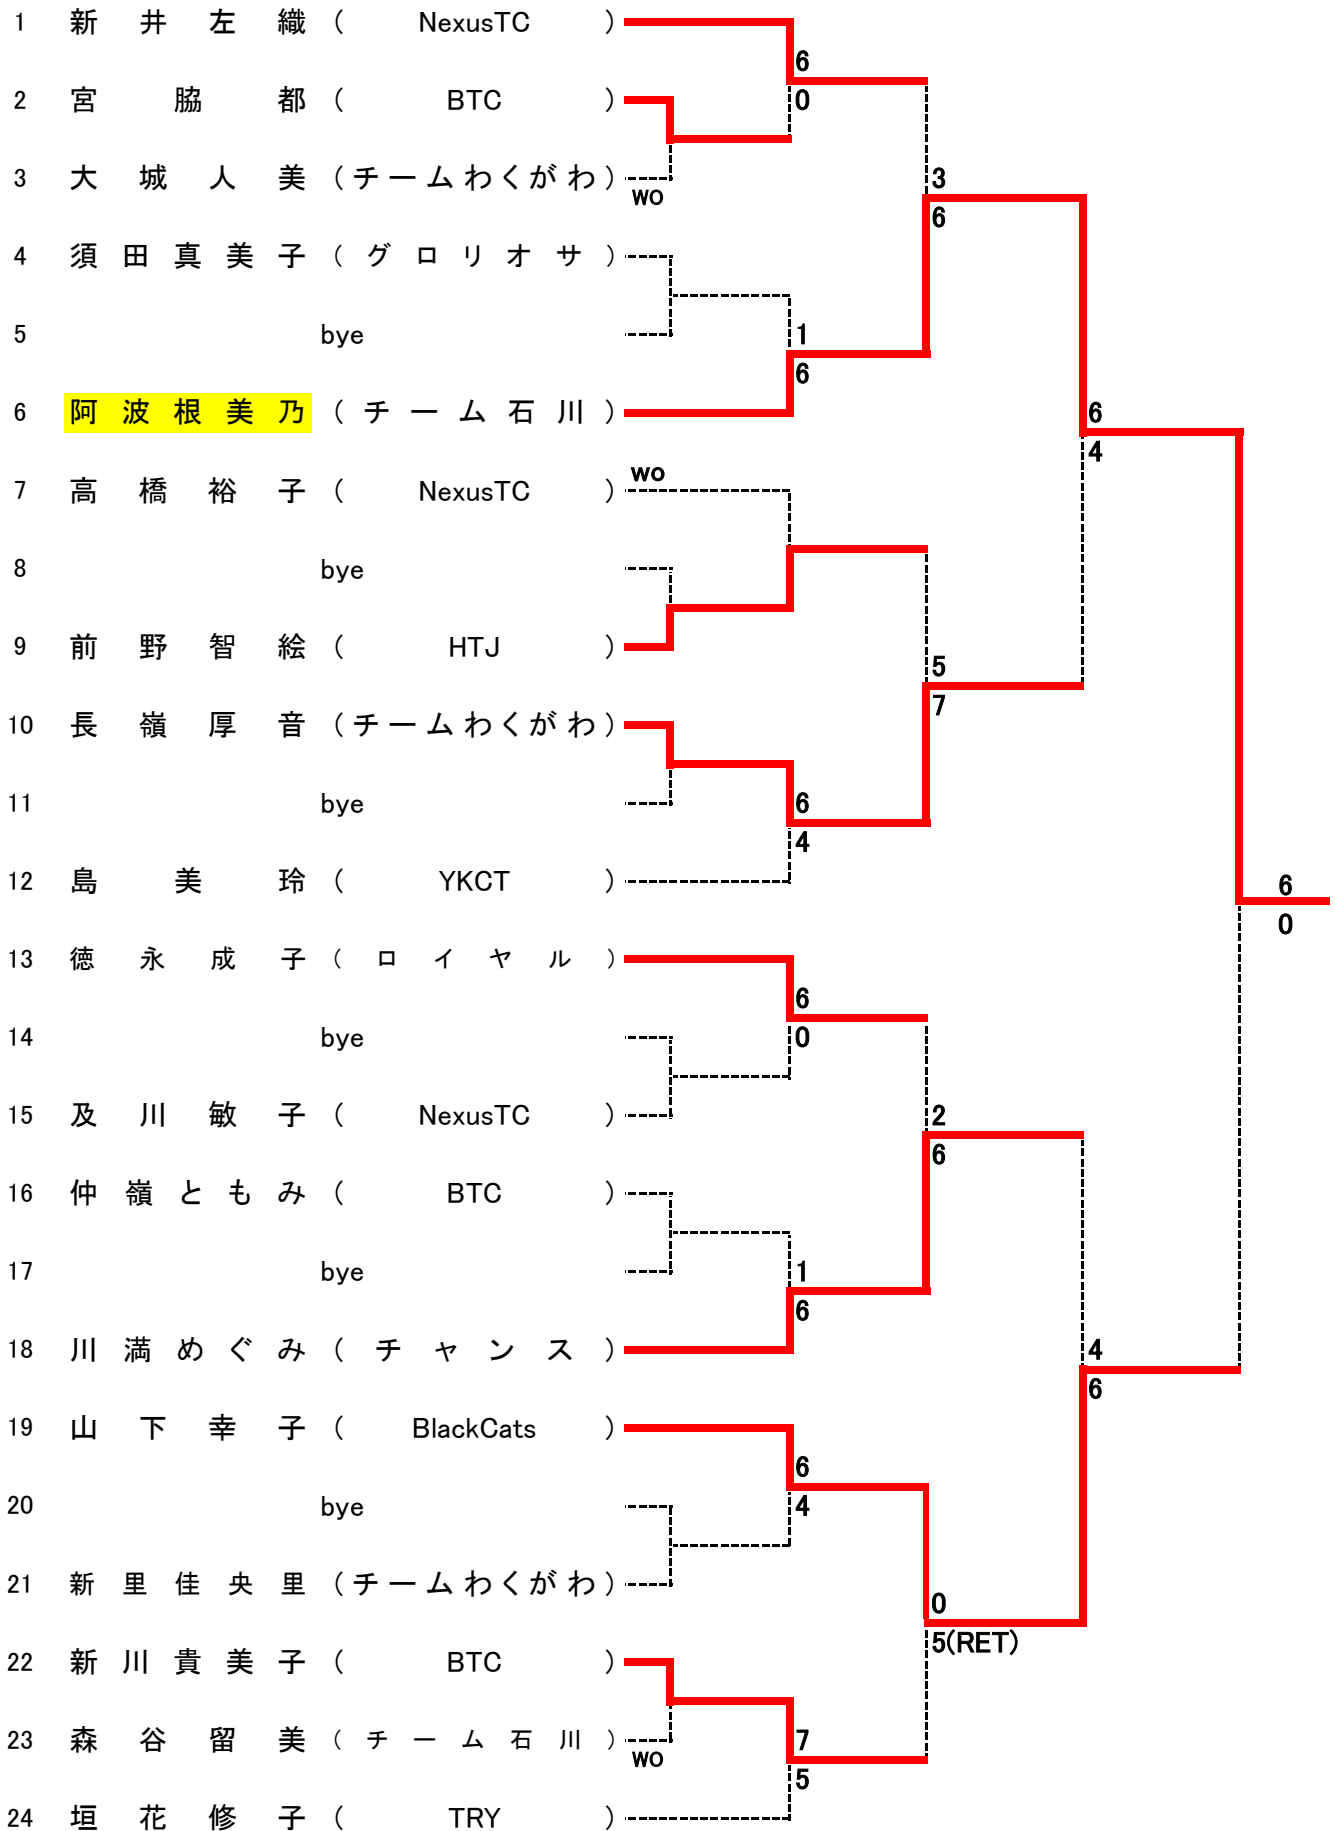 1 新井左織 ( NexusTC )
6
2 宮脇都 ( BTC )
0
3 大城人美 (チームわくがわ)
3
wo
6
4 須田真美子 (グロリオサ)
5 bye
1
6
6 阿波根美乃 (チーム石川)
6
4
7 高橋裕子 ( NexusTC )
wo
8 bye
9 前野智絵 ( HTJ )
5
7
10 長嶺厚音 (チームわくがわ)
11 bye
6
4
12 島美玲 ( YKCT )
6
0
13 徳永成子 (ロイヤル)
6
14 bye
0
15 及川敏子 ( NexusTC )
2
6
16 仲嶺ともみ ( BTC )
17 bye
1
6
18 川満めぐみ (チャンス)
4
6
19 山下幸子 ( BlackCats )
6
20 bye
4
21 新里佳央里 (チームわくがわ)
0
5(RET)
22 新川貴美子 ( BTC )
23 森谷留美 (チーム石川)
7
wo
5
24 垣花修子 ( TRY )